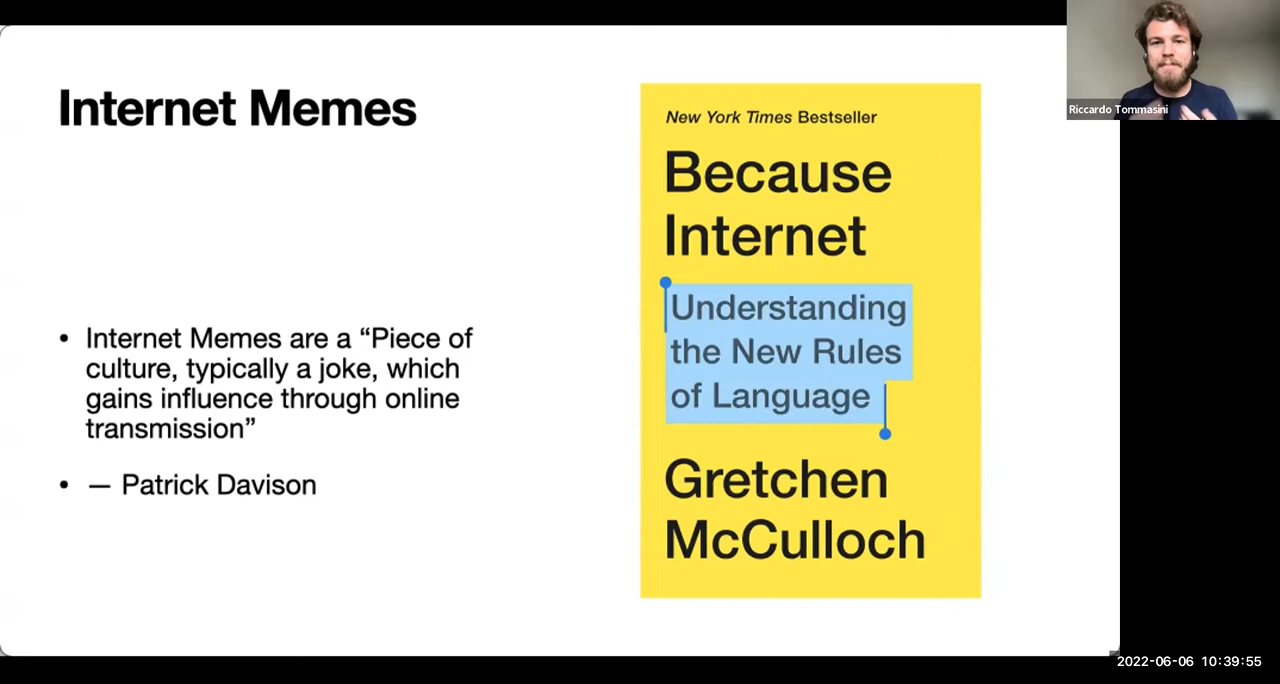 Internet Memes
• Internet Memes are a “Piece of
culture, typically a joke, which
gains influence through online
transmission”
• — Patrick Davison
New York Times Bestseller
Because
Internet
Understanding
the New Rules
of Language
Gretchen
McCulloch
Riccardo Tommasini
2022-06-06 10:39:55